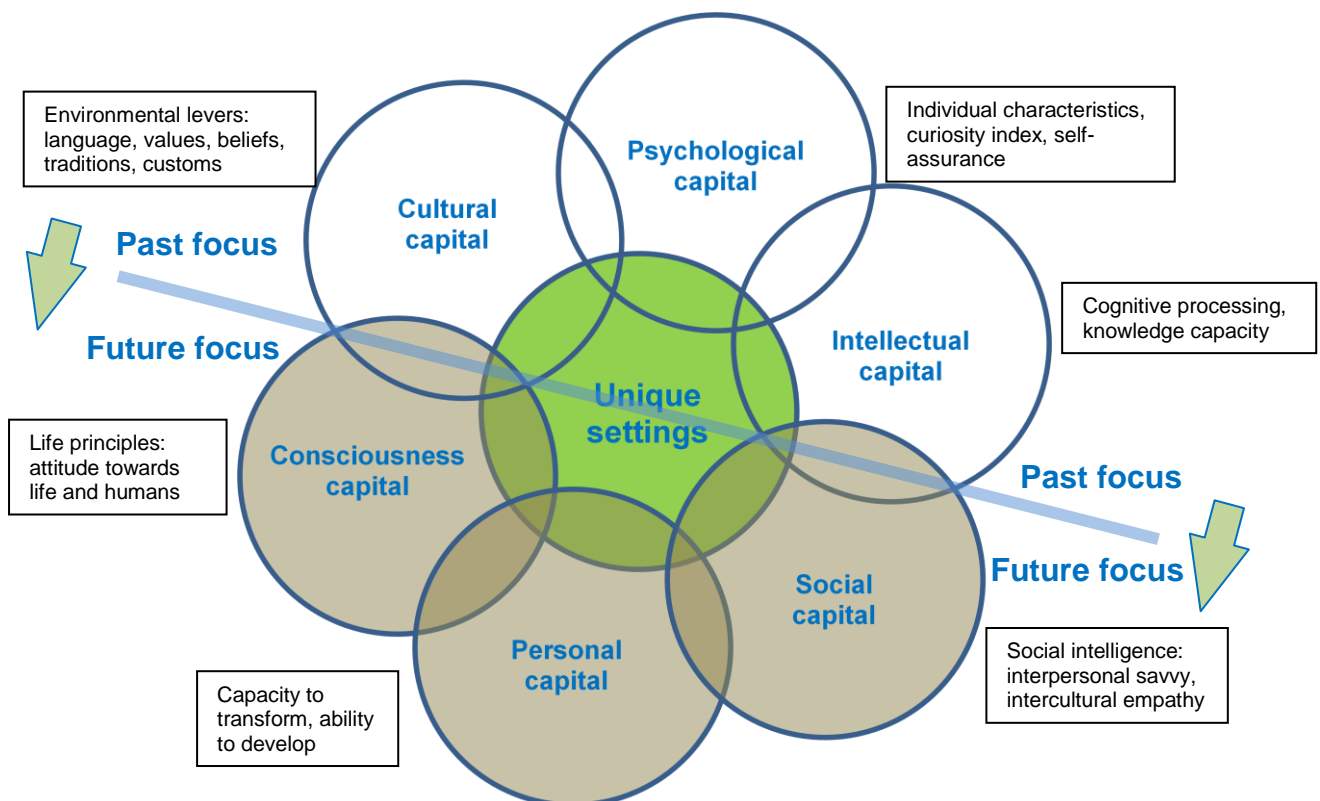 Environmental levers:
language, values, beliefs,
traditions, customs
Psychological
capital
Individual characteristics,
curiosity index, self-
assurance
Cultural
capital
Past focus
Future focus
Cognitive processing,
knowledge capacity
Intellectual
capital
Unique
settings
Life principles:
attitude towards
life and humans
Consciousness
capital
Past focus
Future focus
Social
capital
Personal
capital
Social intelligence:
interpersonal savvy,
intercultural empathy
Capacity to
transform, ability
to develop